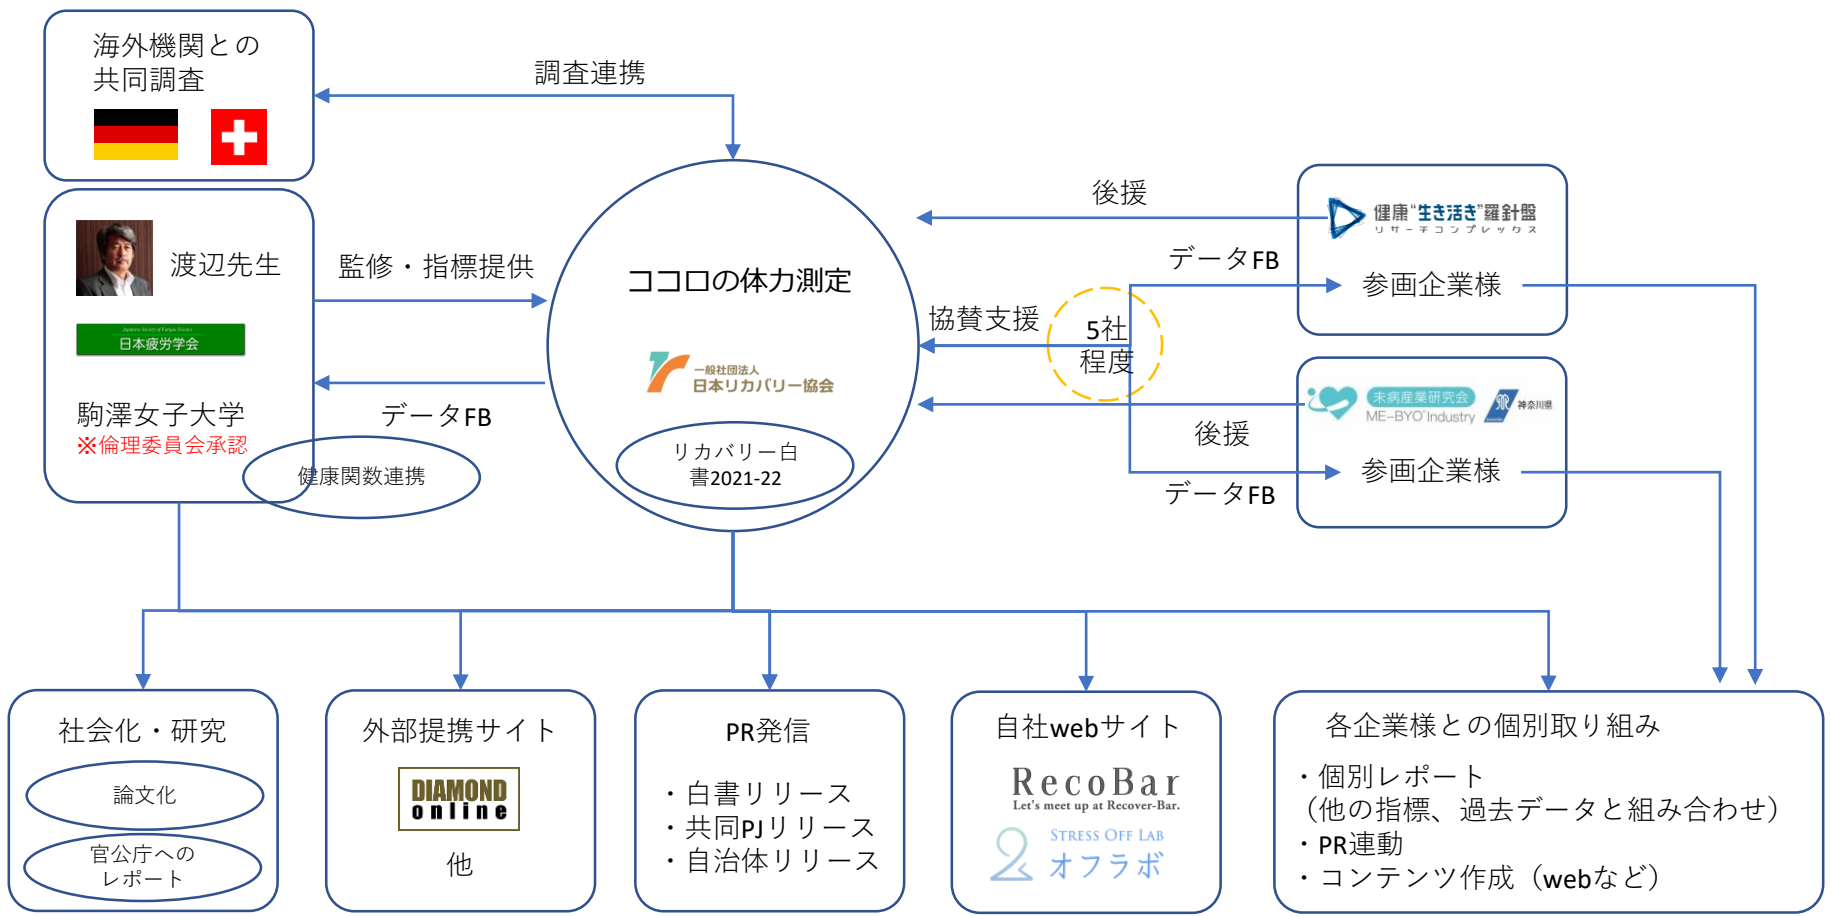 海外機関との
共同調査
調査連携
渡辺先生
Japanese Society of Fatigue Science
日本疲労学会
駒澤女子大学
※倫理委員会承認
健康関数連携
監修・指標提供
データFB
ココロの体力測定
一般社団法人
日本リカバリー協会
リカバリー白
書2021-22
後援
データFB
協賛支援
5社
程度
後援
データFB
健康“生き活き”羅針盤
リサーチコンプレックス
参画企業様
未病産業研究会
ME-BYO Industry
神奈川県
参画企業様
社会化・研究
論文化
官公庁への
レポート
外部提携サイト
DIAMOND
online
他
PR発信
・白書リリース
・共同PJリリース
・自治体リリース
自社webサイト
RecoBar
Let's meet up at Recover-Bar.
STRESS OFF LAB
オフラボ
各企業様との個別取り組み
・個別レポート
（他の指標、過去データと組み合わせ）
・PR連動
・コンテンツ作成（webなど）